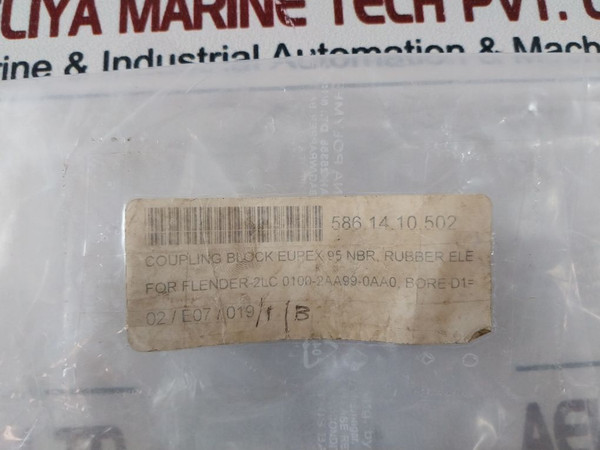 LIYA MARINE TECH PVT.
rine & Industrial Automation & Mach
586.14.10.502
COUPLING BLOCK EUPEX 95 NBR, RUBBER ELE
FOR FLENDER-2LC 0100-2AA99-0AA0, BORE D1=
02 / E07 / 019 / 1 / B
AEV